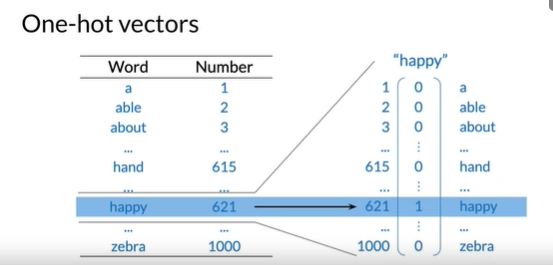 One-hot vectors
Word Number "happy"
a 1 1 0 a
able 2 2 0 able
about 3 3 0 about
... ... ... ⋮ ...
hand 615 615 0 hand
... ... ... ⋮ ...
happy 621 621 1 happy
... ... ... ⋮ ...
zebra 1000 1000 0 zebra